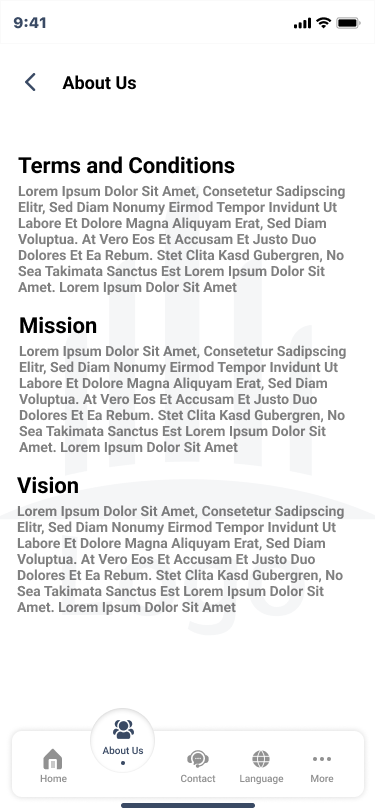 9:41
About Us
Terms and Conditions
Lorem Ipsum Dolor Sit Amet, Consetetur Sadipscing
Elitr, Sed Diam Nonumy Eirmod Tempor Invidunt Ut
Labore Et Dolore Magna Aliquyam Erat, Sed Diam
Voluptua. At Vero Eos Et Accusam Et Justo Duo
Dolores Et Ea Rebum. Stet Clita Kasd Gubergren, No
Sea Takimata Sanctus Est Lorem Ipsum Dolor Sit
Amet. Lorem Ipsum Dolor Sit Amet
Mission
Lorem Ipsum Dolor Sit Amet, Consetetur Sadipscing
Elitr, Sed Diam Nonumy Eirmod Tempor Invidunt Ut
Labore Et Dolore Magna Aliquyam Erat, Sed Diam
Voluptua. At Vero Eos Et Accusam Et Justo Duo
Dolores Et Ea Rebum. Stet Clita Kasd Gubergren, No
Sea Takimata Sanctus Est Lorem Ipsum Dolor Sit
Amet. Lorem Ipsum Dolor Sit Amet
Vision
Lorem Ipsum Dolor Sit Amet, Consetetur Sadipscing
Elitr, Sed Diam Nonumy Eirmod Tempor Invidunt Ut
Labore Et Dolore Magna Aliquyam Erat, Sed Diam
Voluptua. At Vero Eos Et Accusam Et Justo Duo
Dolores Et Ea Rebum. Stet Clita Kasd Gubergren, No
Sea Takimata Sanctus Est Lorem Ipsum Dolor Sit
Amet. Lorem Ipsum Dolor Sit Amet
Home
About Us
Contact
Language
More